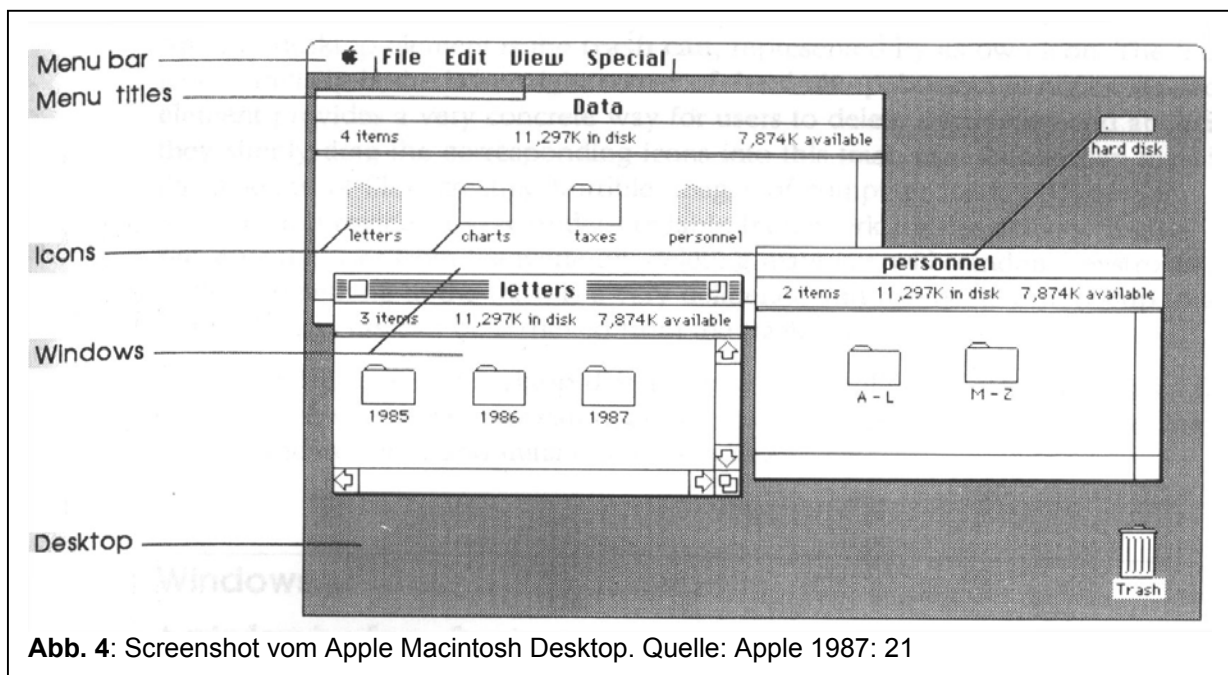 Menu bar
Menu titles
Icons
Windows
Desktop
File Edit View Special
Data
4 items 11,297K in disk 7,874K available
letters charts taxes personnel
hard disk
letters
3 items 11,297K in disk 7,874K available
1985 1986 1987
personnel
2 items 11,297K in disk 7,874K available
A - L M - Z
Trash
Abb. 4: Screenshot vom Apple Macintosh Desktop. Quelle: Apple 1987: 21